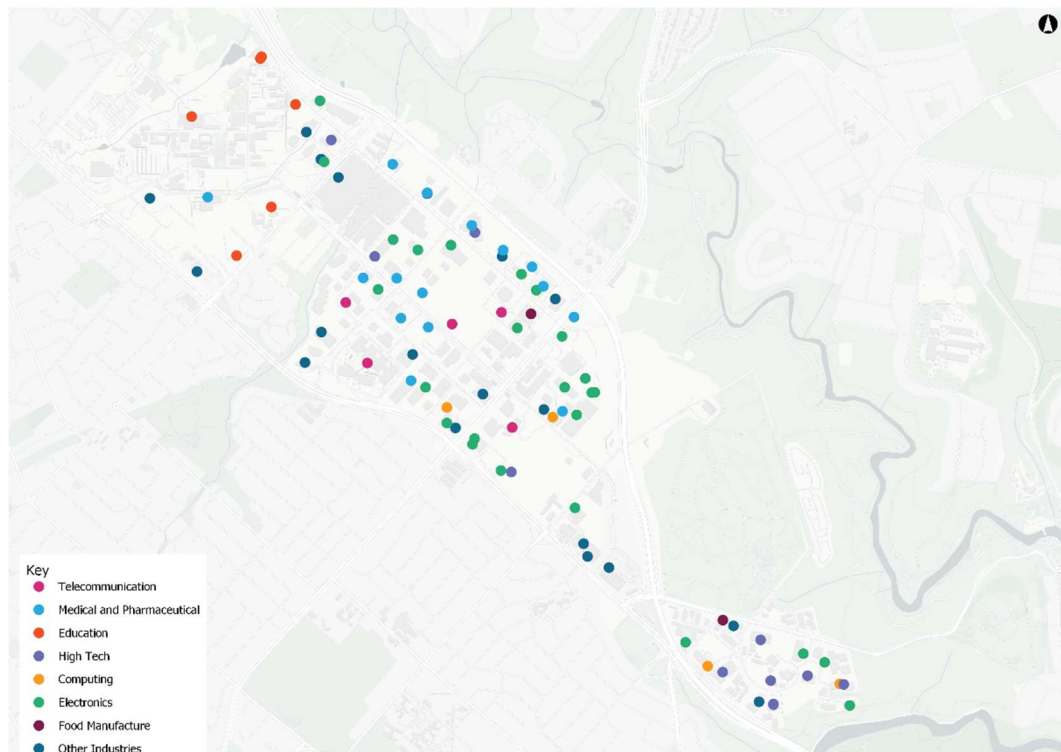 Key
Telecommunication
Medical and Pharmaceutical
Education
High Tech
Computing
Electronics
Food Manufacture
Other Industries